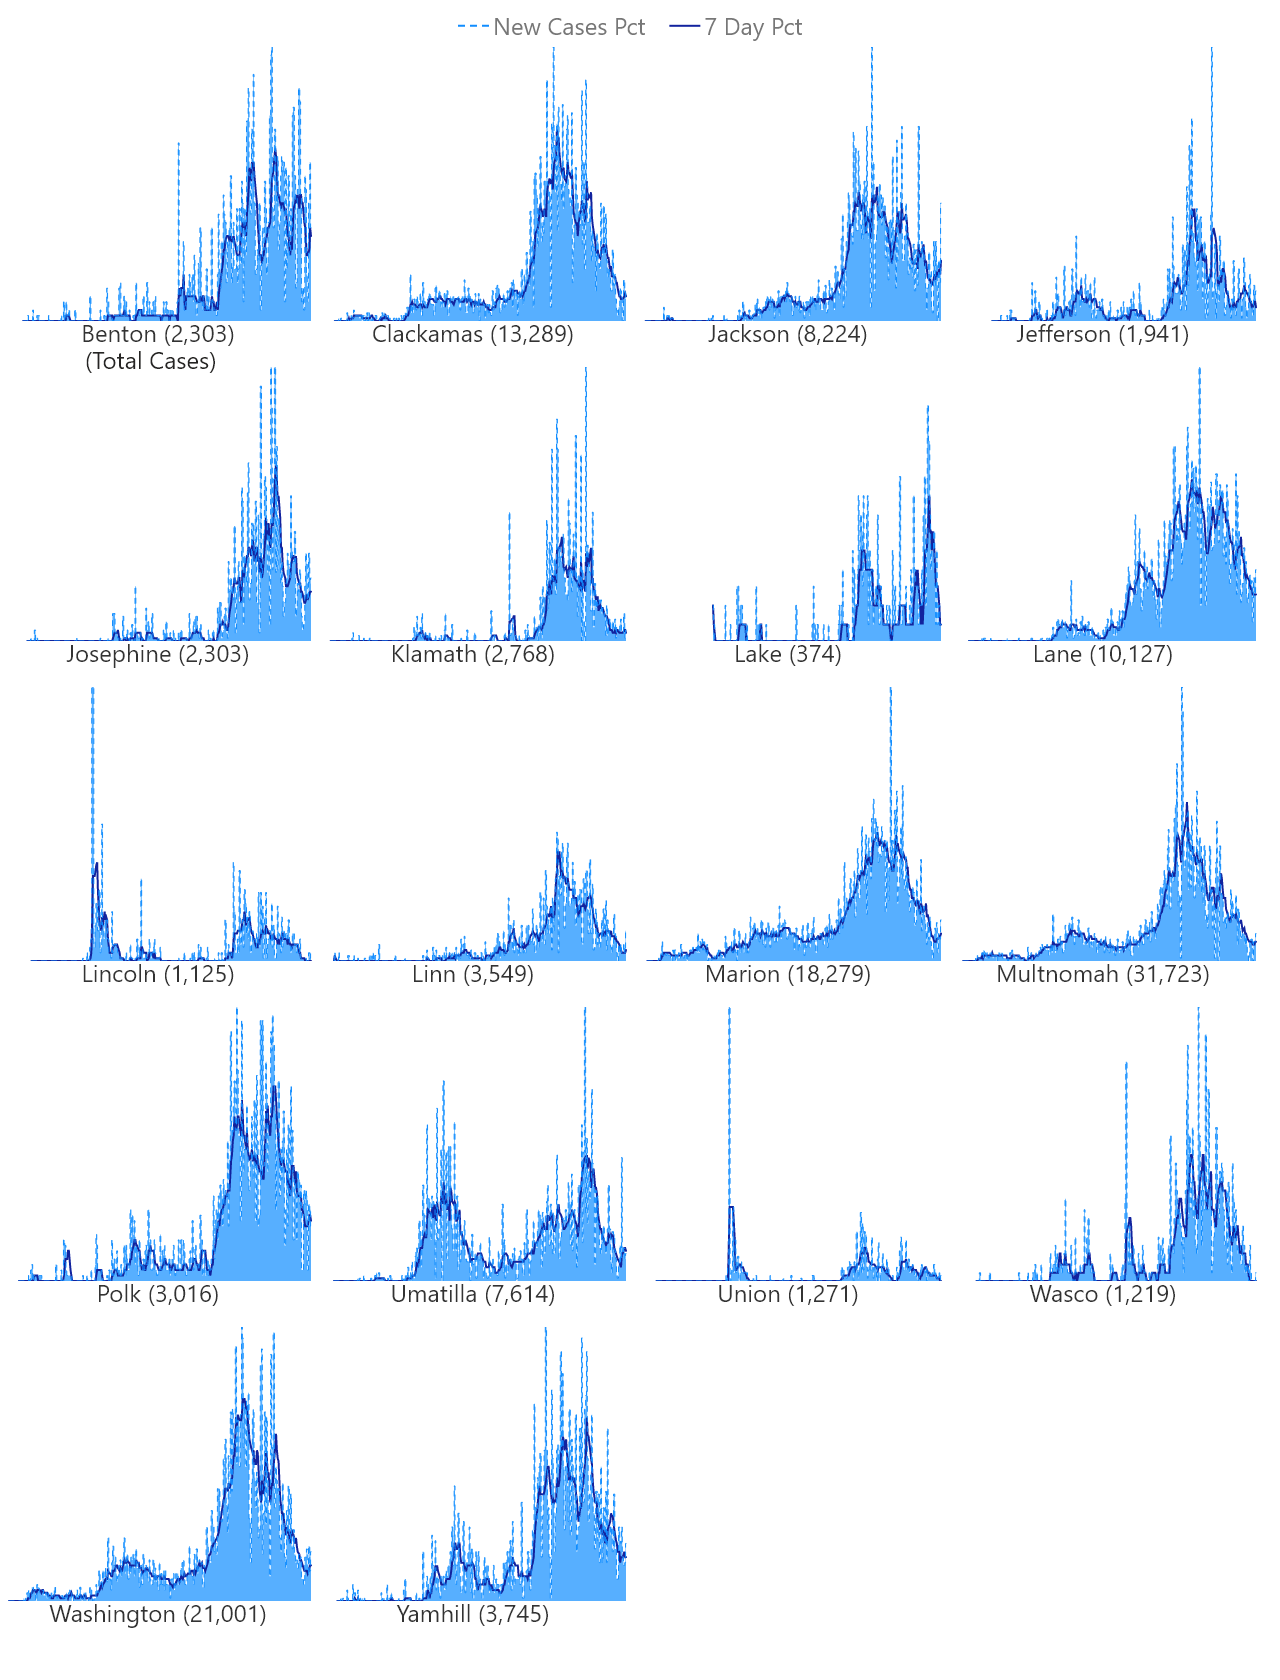 New Cases Pct 7 Day Pct
Benton (2,303) Clackamas (13,289) Jackson (8,224) Jefferson (1,941)
(Total Cases)
Josephine (2,303) Klamath (2,768) Lake (374) Lane (10,127)
Lincoln (1,125) Linn (3,549) Marion (18,279) Multnomah (31,723)
Polk (3,016) Umatilla (7,614) Union (1,271) Wasco (1,219)
Washington (21,001) Yamhill (3,745)